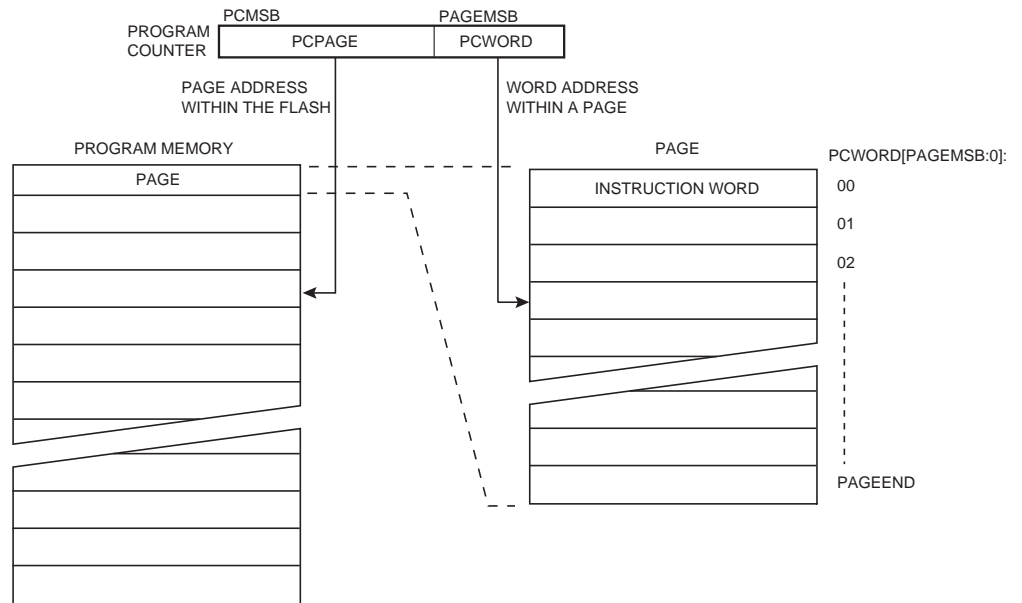 PCMSB
PAGEMSB
PROGRAM
COUNTER
PCPAGE
PCWORD
PAGE ADDRESS
WITHIN THE FLASH
WORD ADDRESS
WITHIN A PAGE
PROGRAM MEMORY
PAGE
PAGE
INSTRUCTION WORD
PCWORD[PAGEMSB:0]:
00
01
02
PAGEEND